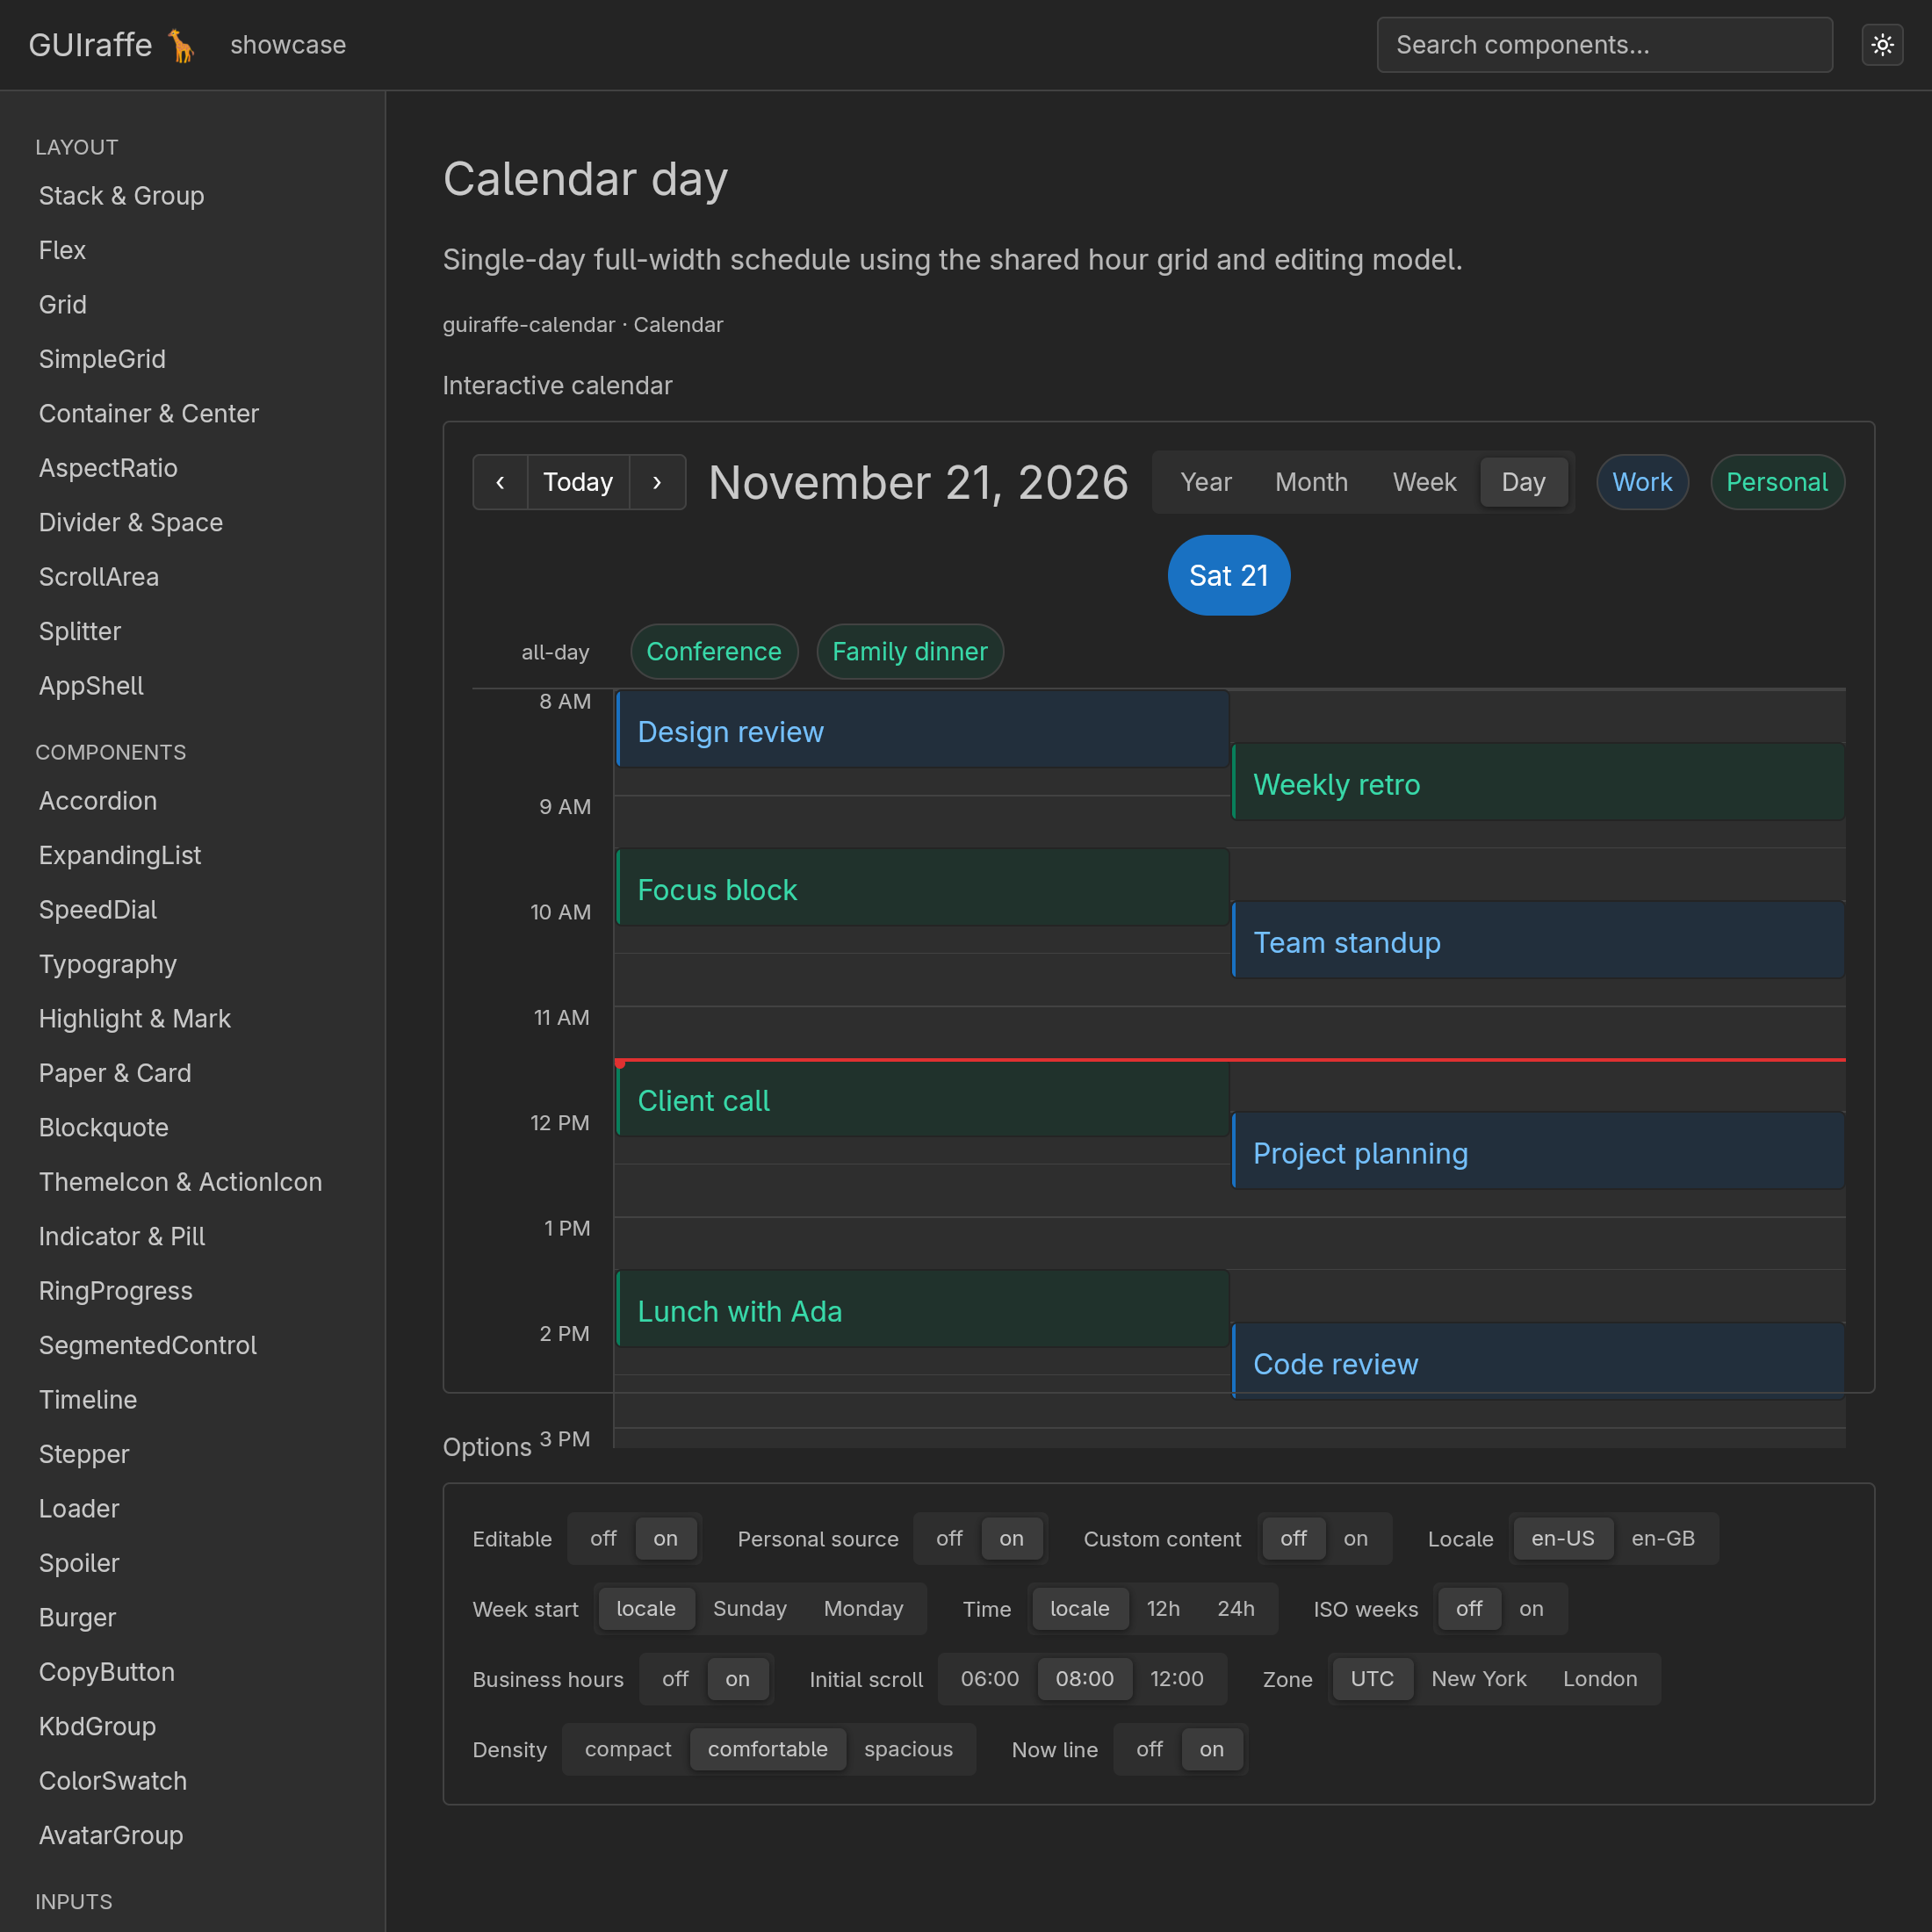 GUIraffe 🦒 showcase
Search components...
LAYOUT
Stack & Group
Flex
Grid
SimpleGrid
Container & Center
AspectRatio
Divider & Space
ScrollArea
Splitter
AppShell
COMPONENTS
Accordion
ExpandingList
SpeedDial
Typography
Highlight & Mark
Paper & Card
Blockquote
ThemeIcon & ActionIcon
Indicator & Pill
RingProgress
SegmentedControl
Timeline
Stepper
Loader
Spoiler
Burger
CopyButton
KbdGroup
ColorSwatch
AvatarGroup
INPUTS
Calendar day
Single-day full-width schedule using the shared hour grid and editing model.
guiraffe-calendar · Calendar
Interactive calendar
‹ Today › November 21, 2026 Year Month Week Day Work Personal
Sat 21
all-day Conference Family dinner
8 AM
Design review
Weekly retro
9 AM
Focus block
10 AM
Team standup
11 AM
Client call
12 PM
Project planning
1 PM
Lunch with Ada
2 PM
Code review
3 PM
Options
Editable off on Personal source off on Custom content off on Locale en-US en-GB
Week start locale Sunday Monday Time locale 12h 24h ISO weeks off on
Business hours off on Initial scroll 06:00 08:00 12:00 Zone UTC New York London
Density compact comfortable spacious Now line off on